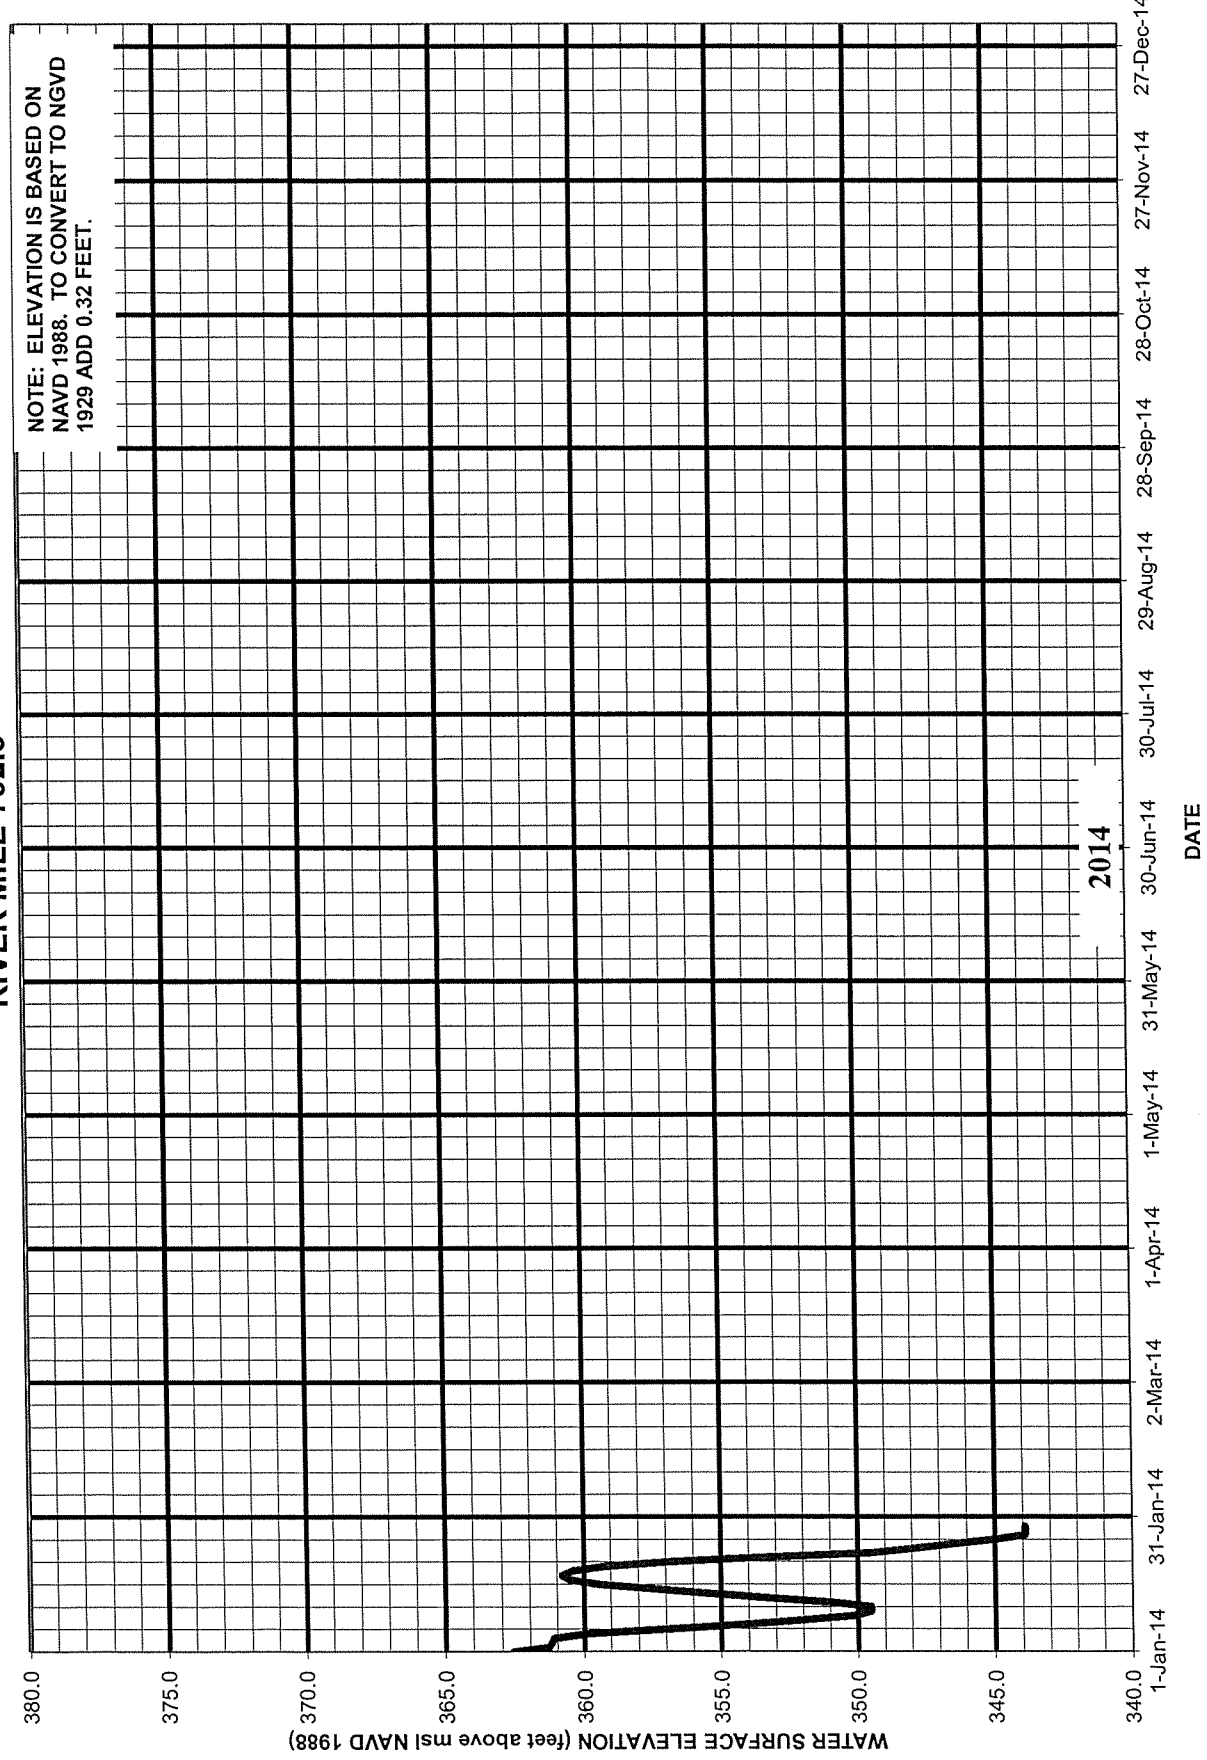 NOTE: ELEVATION IS BASED ON
NAVD 1988. TO CONVERT TO NGVD
1929 ADD 0.32 FEET.
WATER SURFACE ELEVATION (feet above msl NAVD 1988)
380.0
375.0
370.0
365.0
360.0
355.0
350.0
345.0
340.0
2014
1-Jan-14
31-Jan-14
2-Mar-14
1-Apr-14
1-May-14
31-May-14
30-Jun-14
30-Jul-14
29-Aug-14
28-Sep-14
28-Oct-14
27-Nov-14
27-Dec-14
DATE